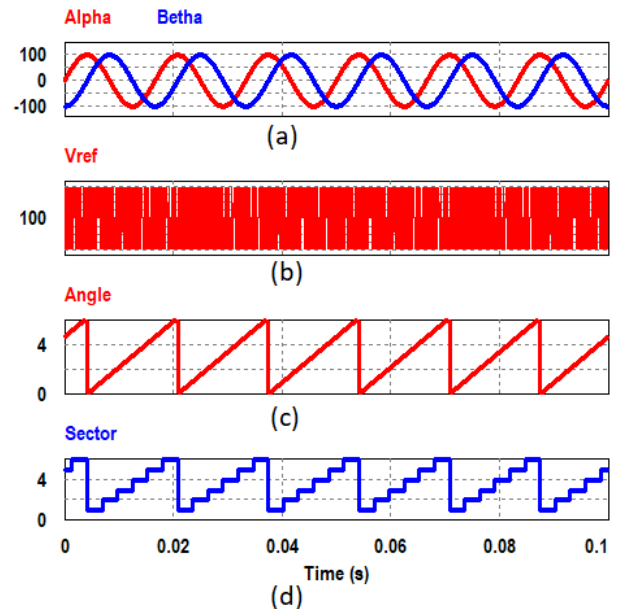 Alpha Betha
100
0
-100
(a)
Vref
100
(b)
Angle
4
0
(c)
Sector
4
0
0 0.02 0.04 0.06 0.08 0.1
Time (s)
(d)